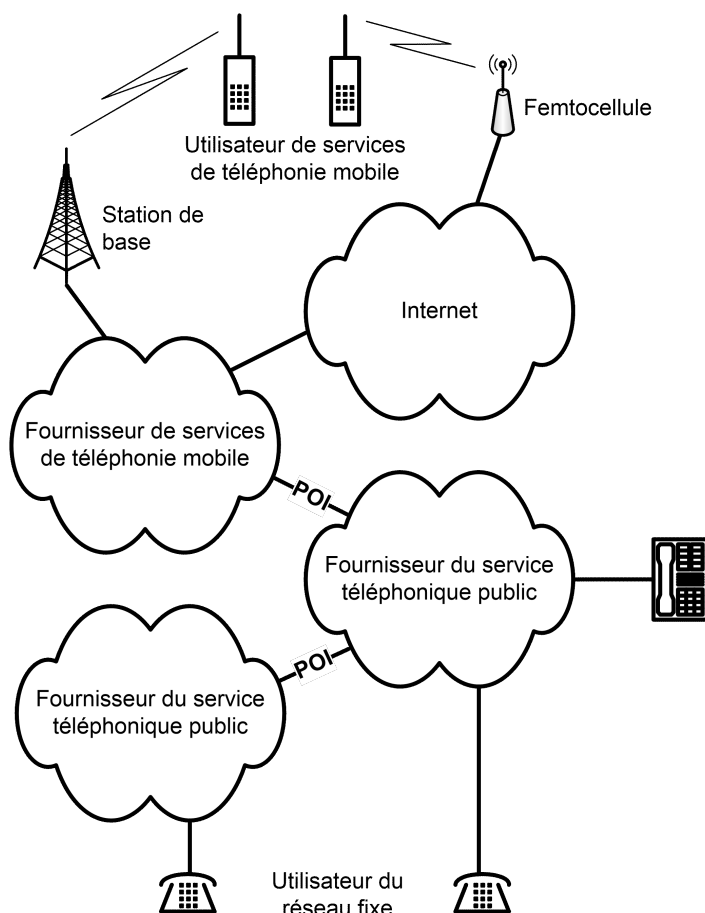 Utilisateur de services
de téléphonie mobile
Femtocellule
Station de
base
Internet
Fournisseur de services
de téléphonie mobile
POI
Fournisseur du service
téléphonique public
POI
Fournisseur du service
téléphonique public
Utilisateur du
réseau fixe